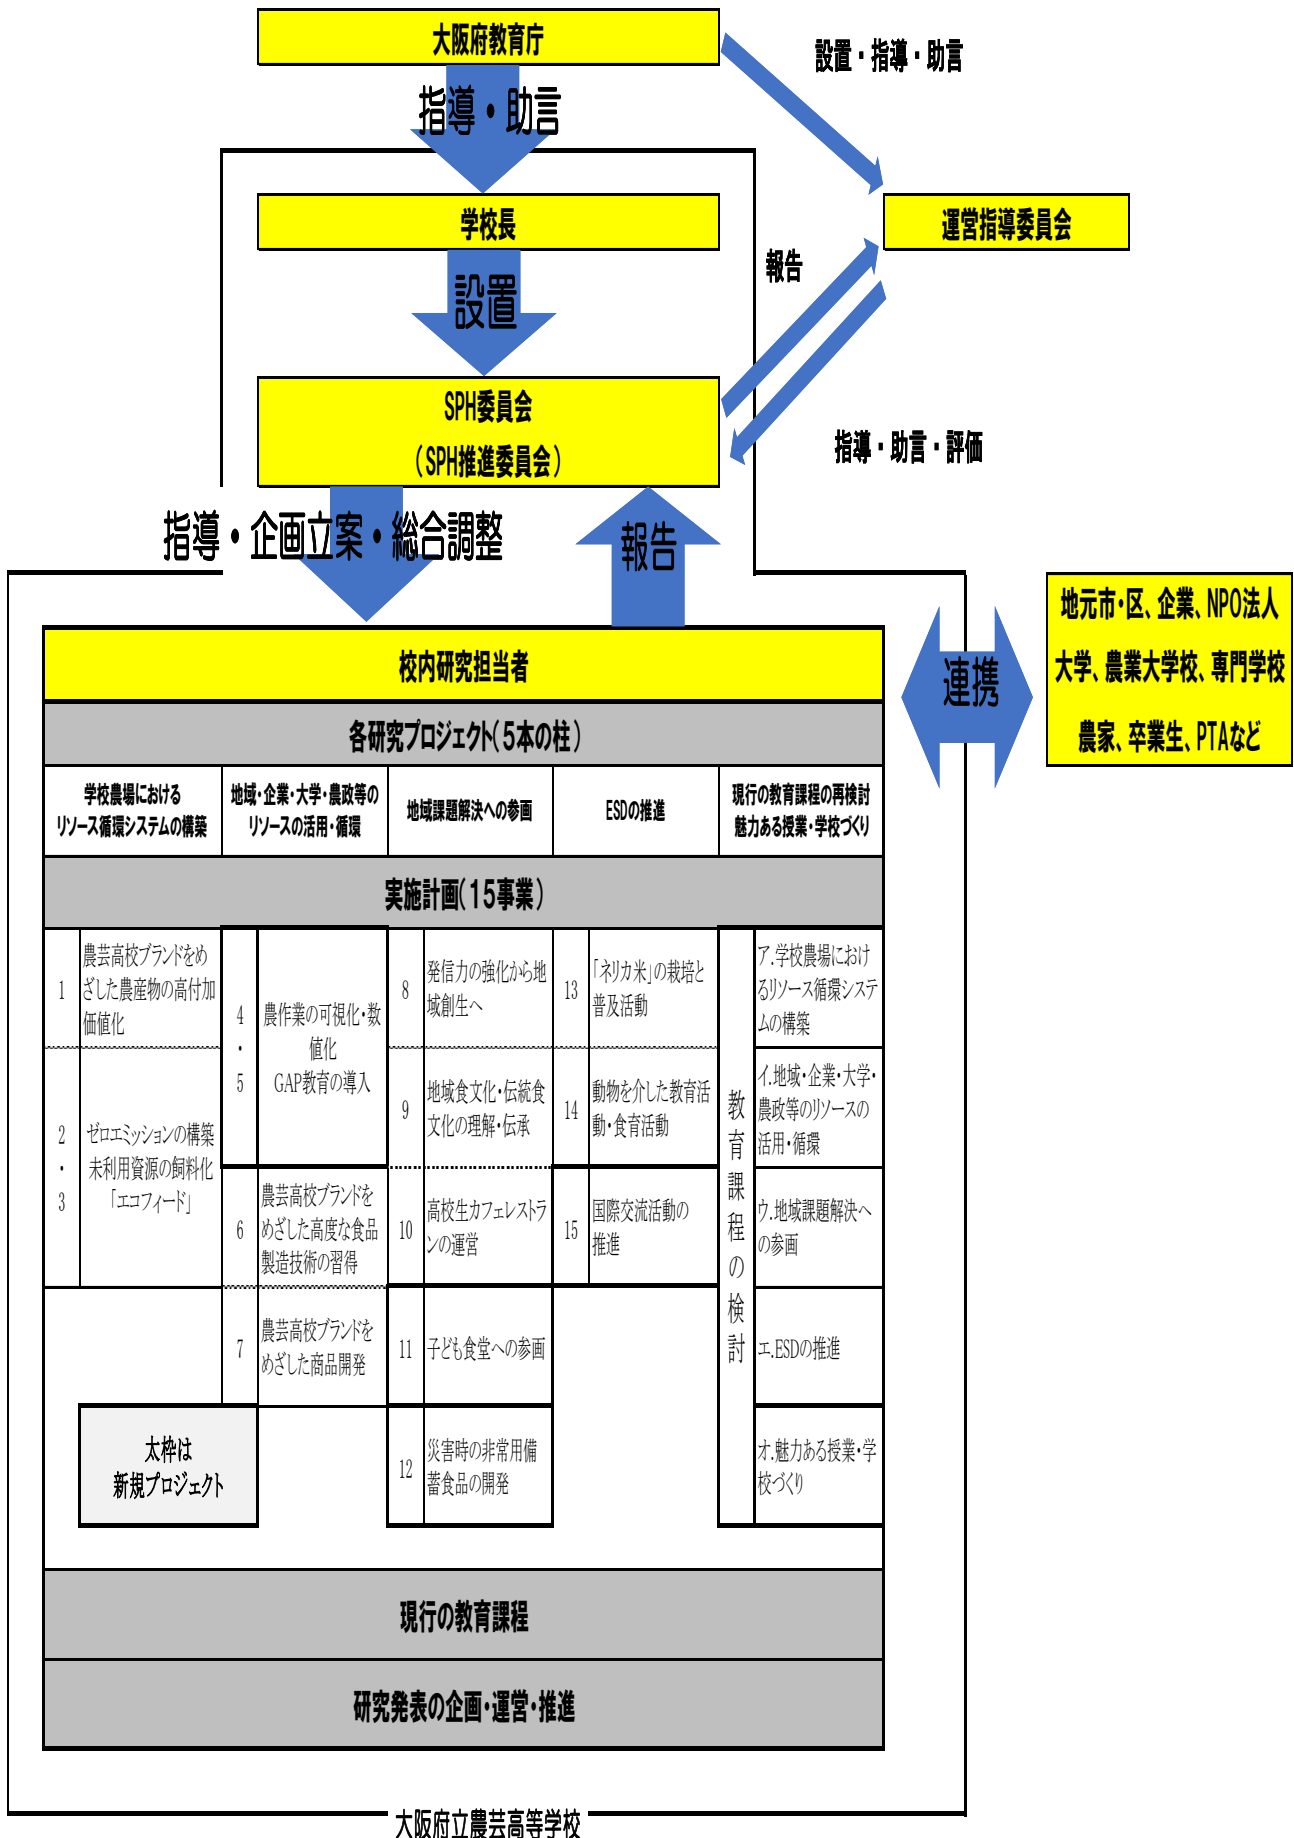 大阪府教育庁
設置・指導・助言
指導・助言
学校長
運営指導委員会
設置
報告
SPH委員会
（SPH推進委員会）
指導・助言・評価
指導・企画立案・総合調整
報告
地元市・区、企業、NPO法人
大学、農業大学校、専門学校
農家、卒業生、PTAなど
連携
校内研究担当者
各研究プロジェクト（5本の柱）
学校農場における
リソース循環システムの構築
地域・企業・大学・農政等の
リソースの活用・循環
地域課題解決への参画
ESDの推進
現行の教育課程の再検討
魅力ある授業・学校づくり
実施計画（15事業）
1
農芸高校ブランドをめ
ざした農産物の高付加
価値化
2
・
3
ゼロエミッションの構築
未利用資源の飼料化
「エコフィード」
4
・
5
農作業の可視化・数
値化
GAP教育の導入
6
農芸高校ブランドを
めざした高度な食品
製造技術の習得
7
農芸高校ブランドを
めざした商品開発
8
発信力の強化から地
域創生へ
9
地域食文化・伝統食
文化の理解・伝承
10
高校生カフェレストラ
ンの運営
11
子ども食堂への参画
12
災害時の非常用備
蓄食品の開発
13
「ネリカ米」の栽培と
普及活動
14
動物を介した教育活
動・食育活動
15
国際交流活動の
推進
教育課程の検討
ア.学校農場におけ
るリソース循環システ
ムの構築
イ.地域・企業・大学・
農政等のリソースの
活用・循環
ウ.地域課題解決へ
の参画
エ.ESDの推進
オ.魅力ある授業・学
校づくり
太枠は
新規プロジェクト
現行の教育課程
研究発表の企画・運営・推進
大阪府立農芸高等学校